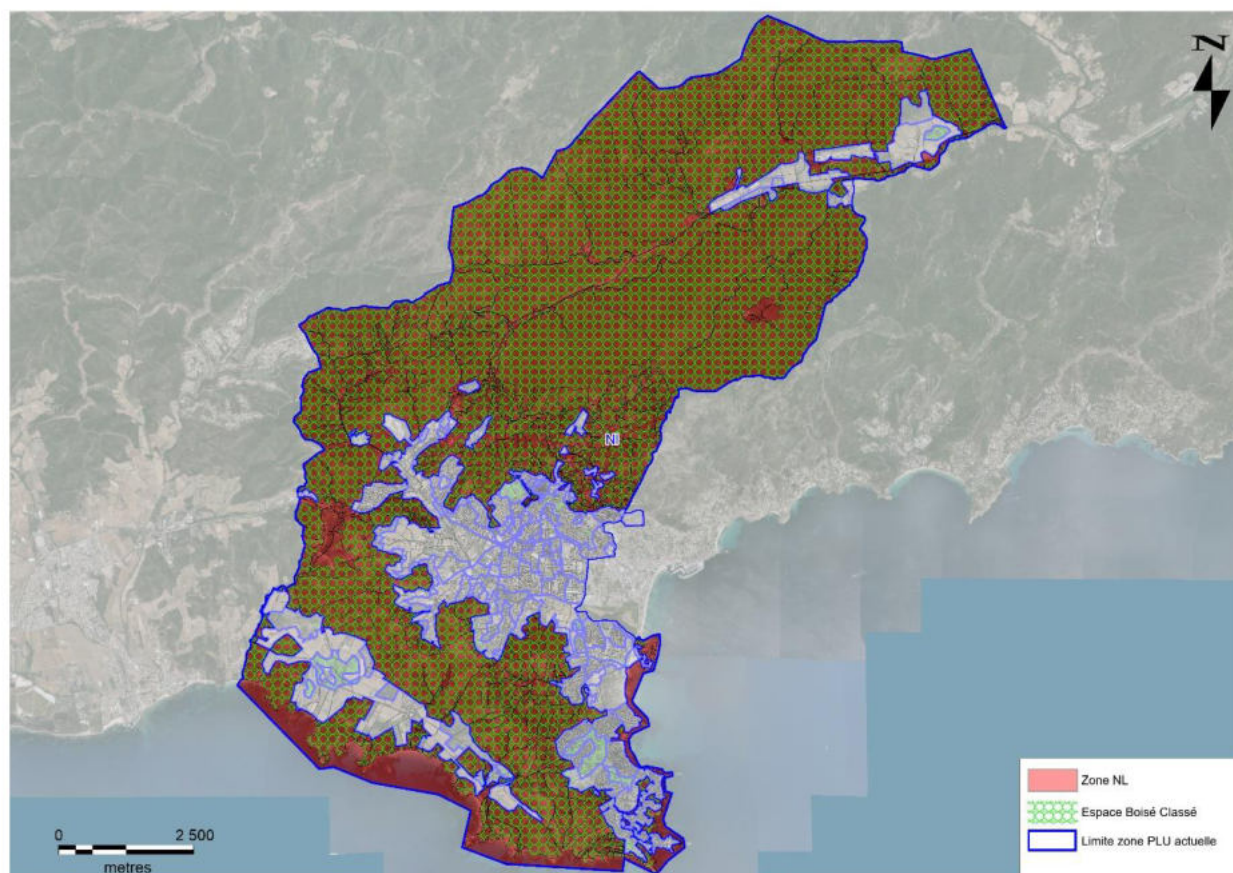 N
Nl
Zone NL
Espace Boisé Classé
Limite zone PLU actuelle
0 2 500
metres